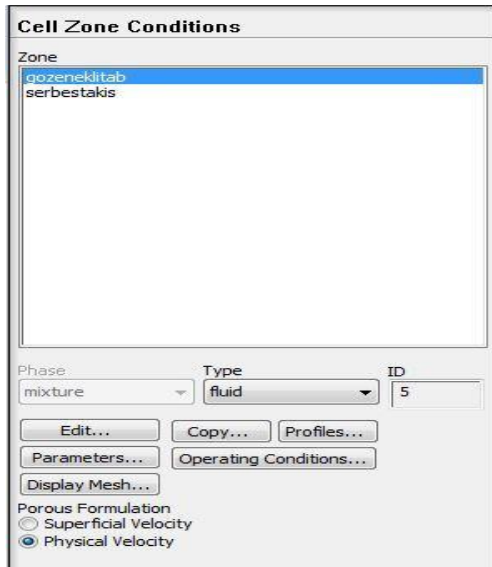 Cell Zone Conditions
Zone
gozeneklitab
serbestakis
Phase Type ID
mixture fluid 5
Edit... Copy... Profiles...
Parameters... Operating Conditions...
Display Mesh...
Porous Formulation
Superficial Velocity
Physical Velocity